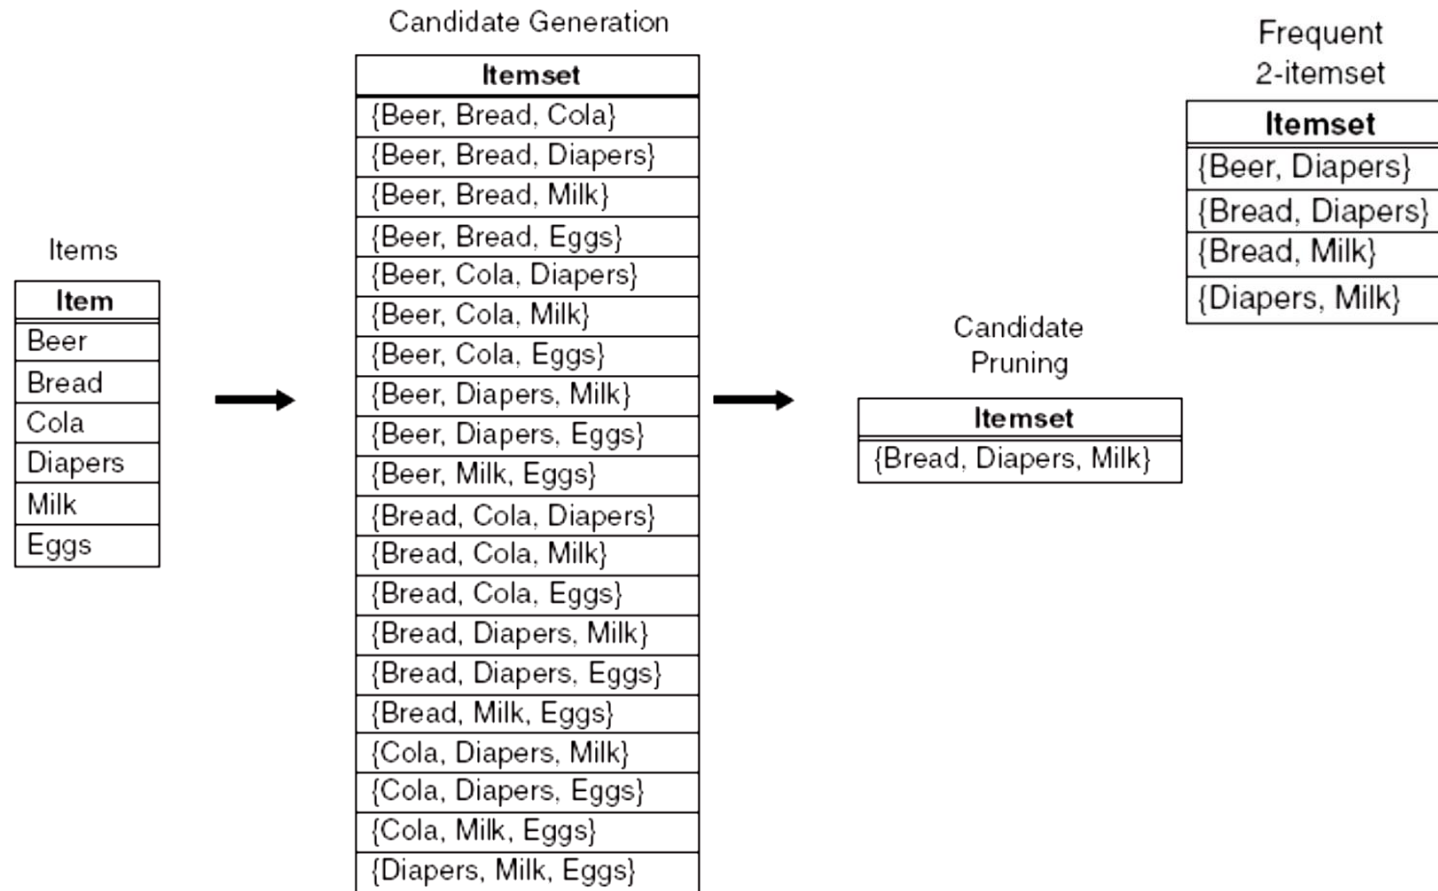 Items
Item
Beer
Bread
Cola
Diapers
Milk
Eggs
Candidate Generation
Itemset
{Beer, Bread, Cola}
{Beer, Bread, Diapers}
{Beer, Bread, Milk}
{Beer, Bread, Eggs}
{Beer, Cola, Diapers}
{Beer, Cola, Milk}
{Beer, Cola, Eggs}
{Beer, Diapers, Milk}
{Beer, Diapers, Eggs}
{Beer, Milk, Eggs}
{Bread, Cola, Diapers}
{Bread, Cola, Milk}
{Bread, Cola, Eggs}
{Bread, Diapers, Milk}
{Bread, Diapers, Eggs}
{Bread, Milk, Eggs}
{Cola, Diapers, Milk}
{Cola, Diapers, Eggs}
{Cola, Milk, Eggs}
{Diapers, Milk, Eggs}
Candidate
Pruning
Itemset
{Bread, Diapers, Milk}
Frequent
2-itemset
Itemset
{Beer, Diapers}
{Bread, Diapers}
{Bread, Milk}
{Diapers, Milk}